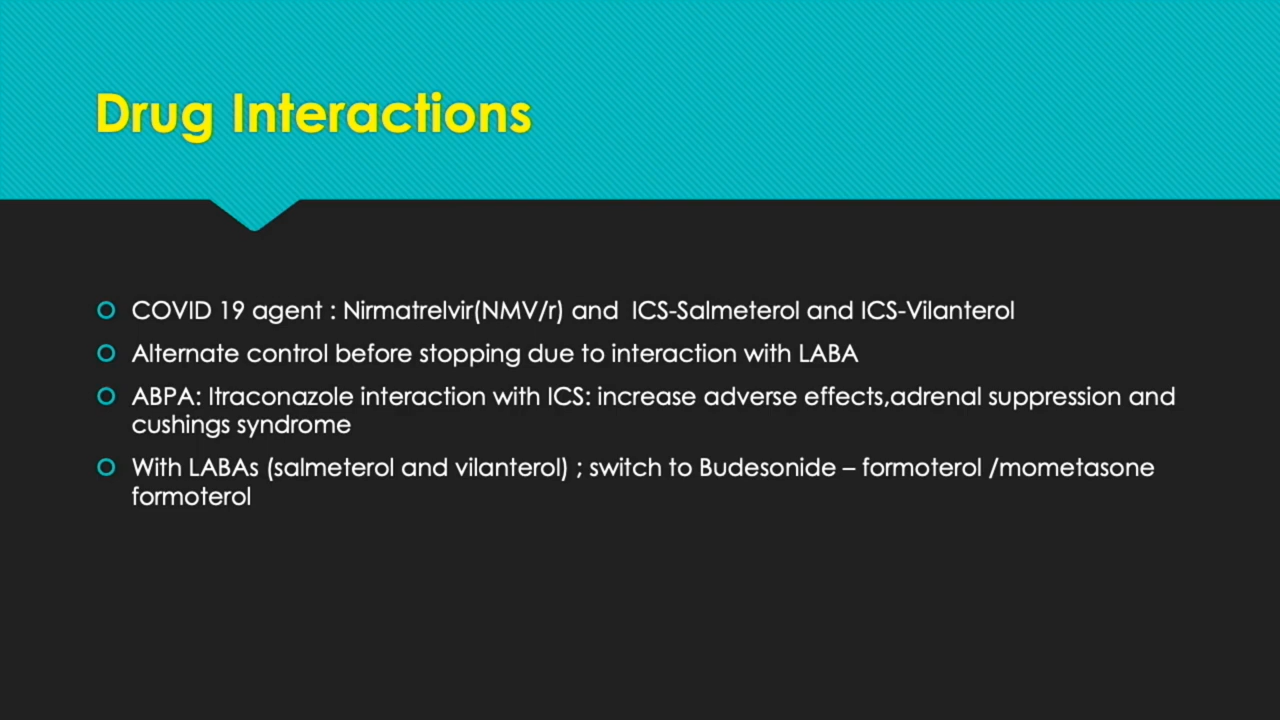 Drug Interactions
COVID 19 agent : Nirmatrelvir(NMV/r) and ICS-Salmeterol and ICS-Vilanterol
Alternate control before stopping due to interaction with LABA
ABPA: Itraconazole interaction with ICS: increase adverse effects,adrenal suppression and
cushings syndrome
With LABAs (salmeterol and vilanterol) ; switch to Budesonide – formoterol /mometasone
formoterol